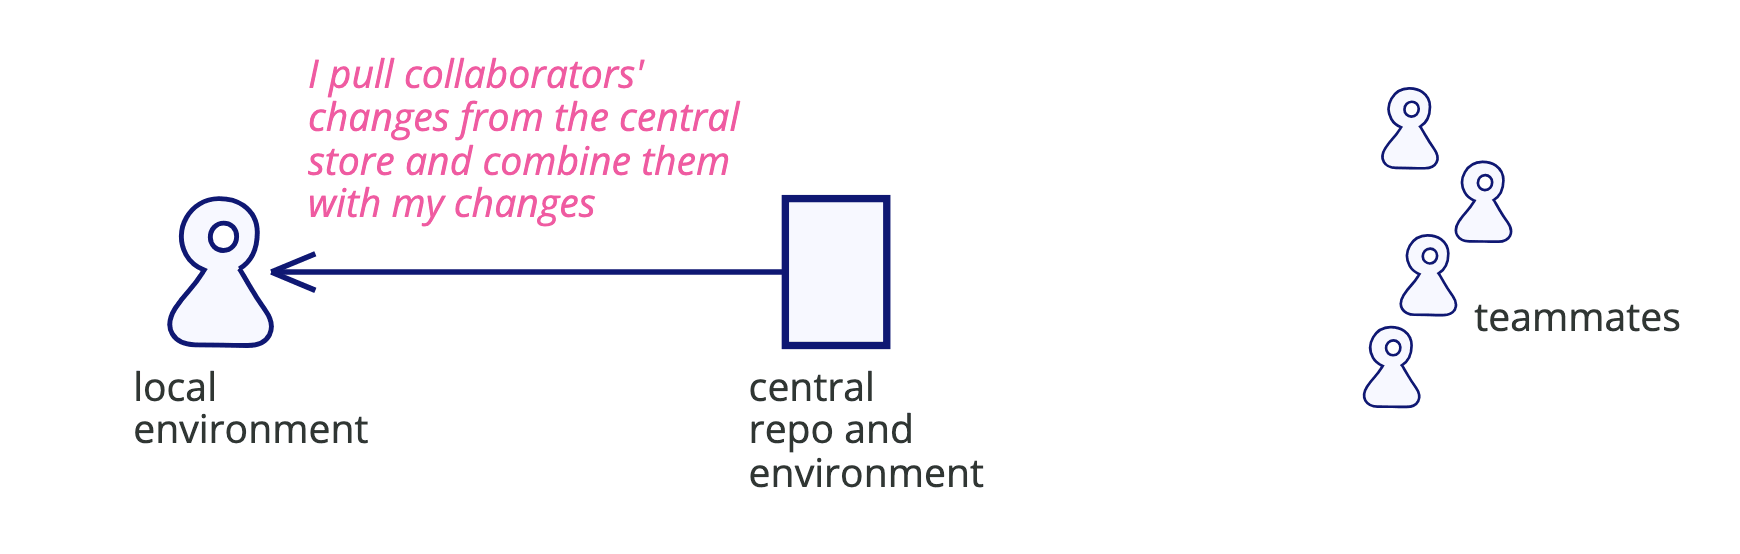 I pull collaborators'
changes from the central
store and combine them
with my changes
local
environment
central
repo and
environment
teammates